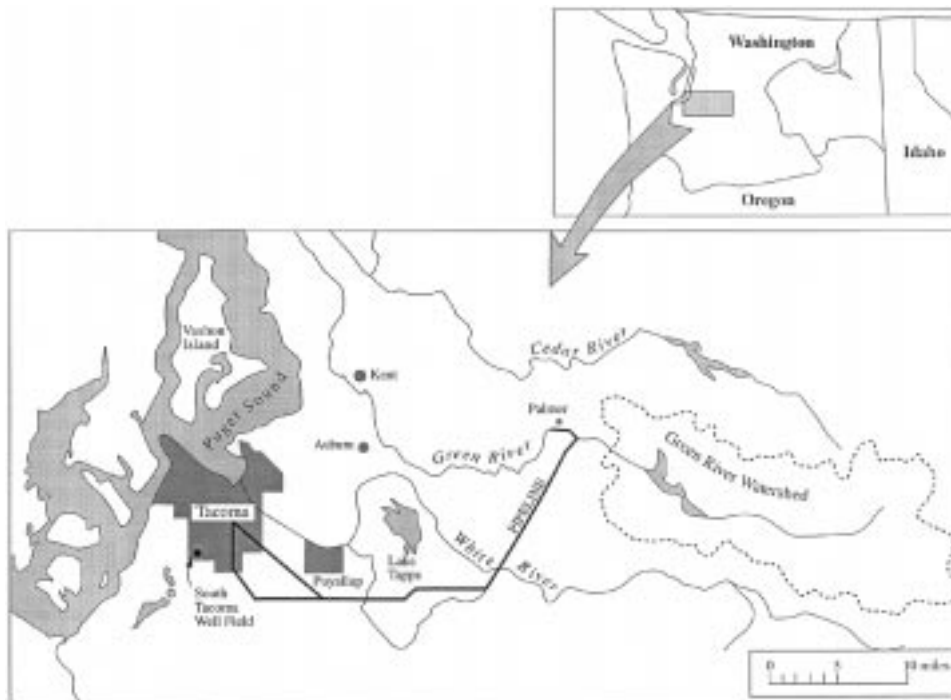 Washington
Idaho
Oregon
Vashon
Island
Puget Sound
Kent
Auburn
Cedar River
Palmer
Green River
Green River Watershed
PIPELINE
Tacoma
Lake
Tapps
White River
Puyallup
South
Tacoma
Well Field
0 5 10 miles